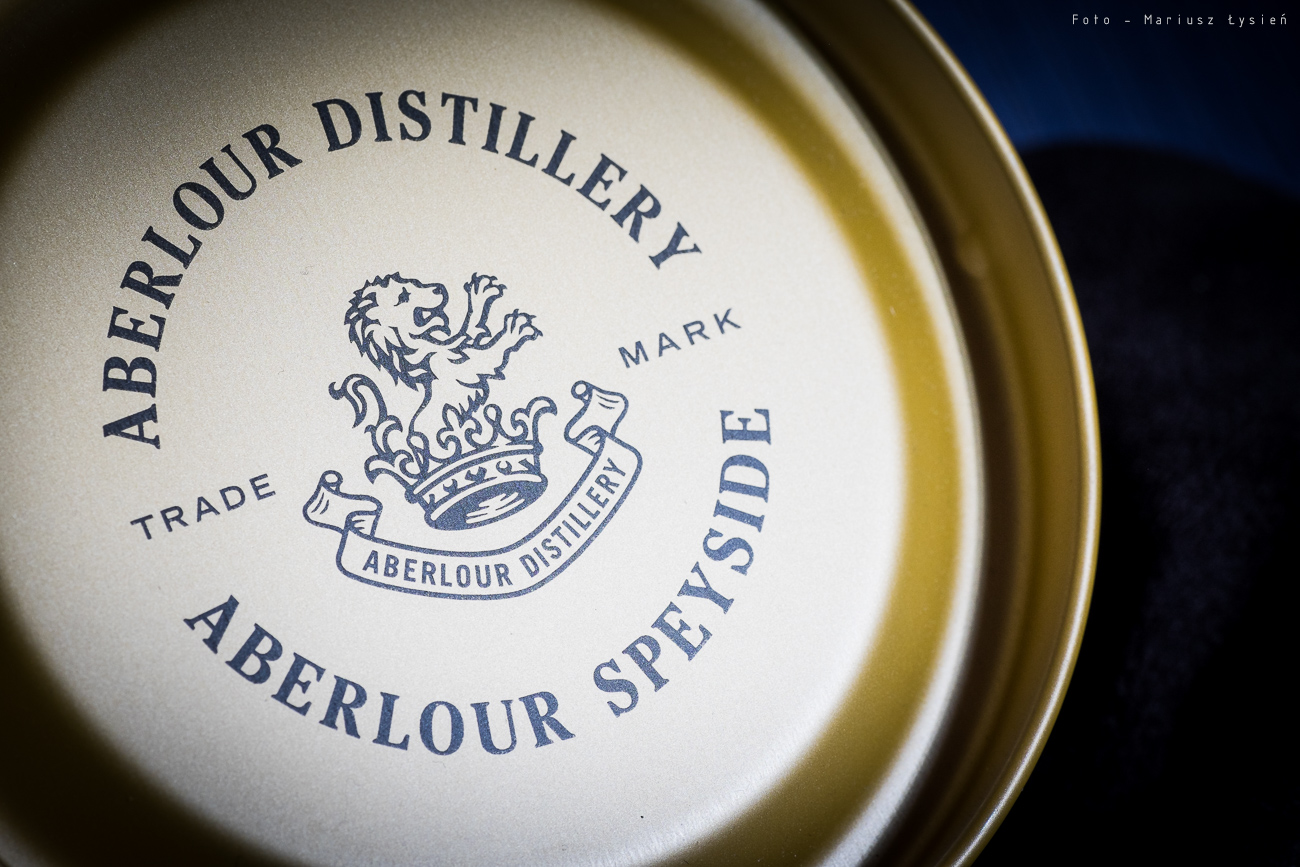 Foto - Mariusz Łysień
ABERLOUR DISTILLERY
TRADE MARK
ABERLOUR DISTILLERY
ABERLOUR SPEYSIDE